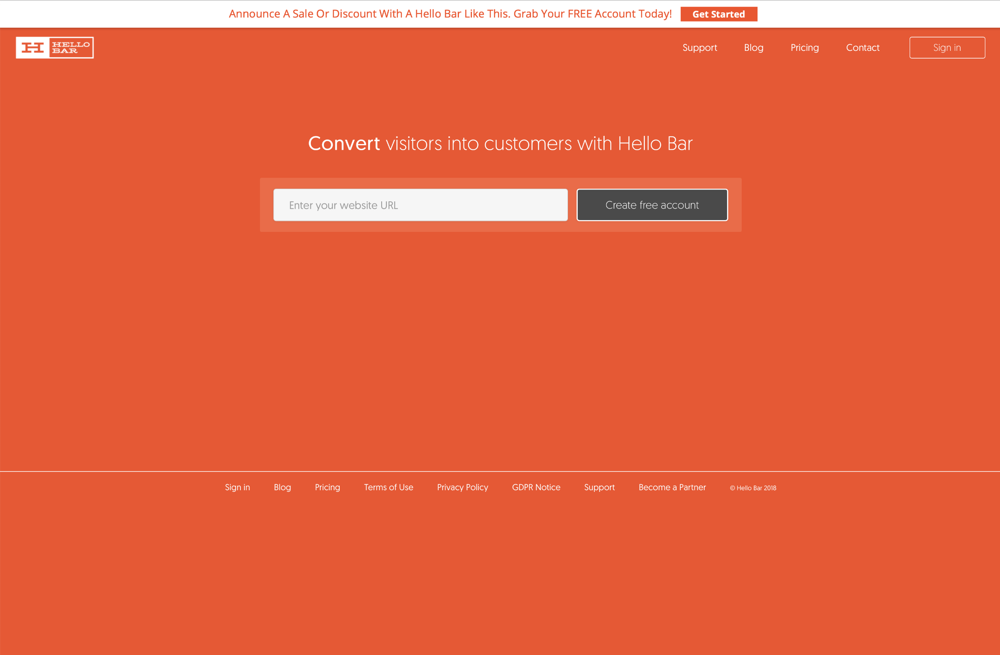 Announce A Sale Or Discount With A Hello Bar Like This. Grab Your FREE Account Today! Get Started
H HELLO
BAR
Support Blog Pricing Contact Sign in
Convert visitors into customers with Hello Bar
Enter your website URL Create free account
Sign in Blog Pricing Terms of Use Privacy Policy GDPR Notice Support Become a Partner © Hello Bar 2018